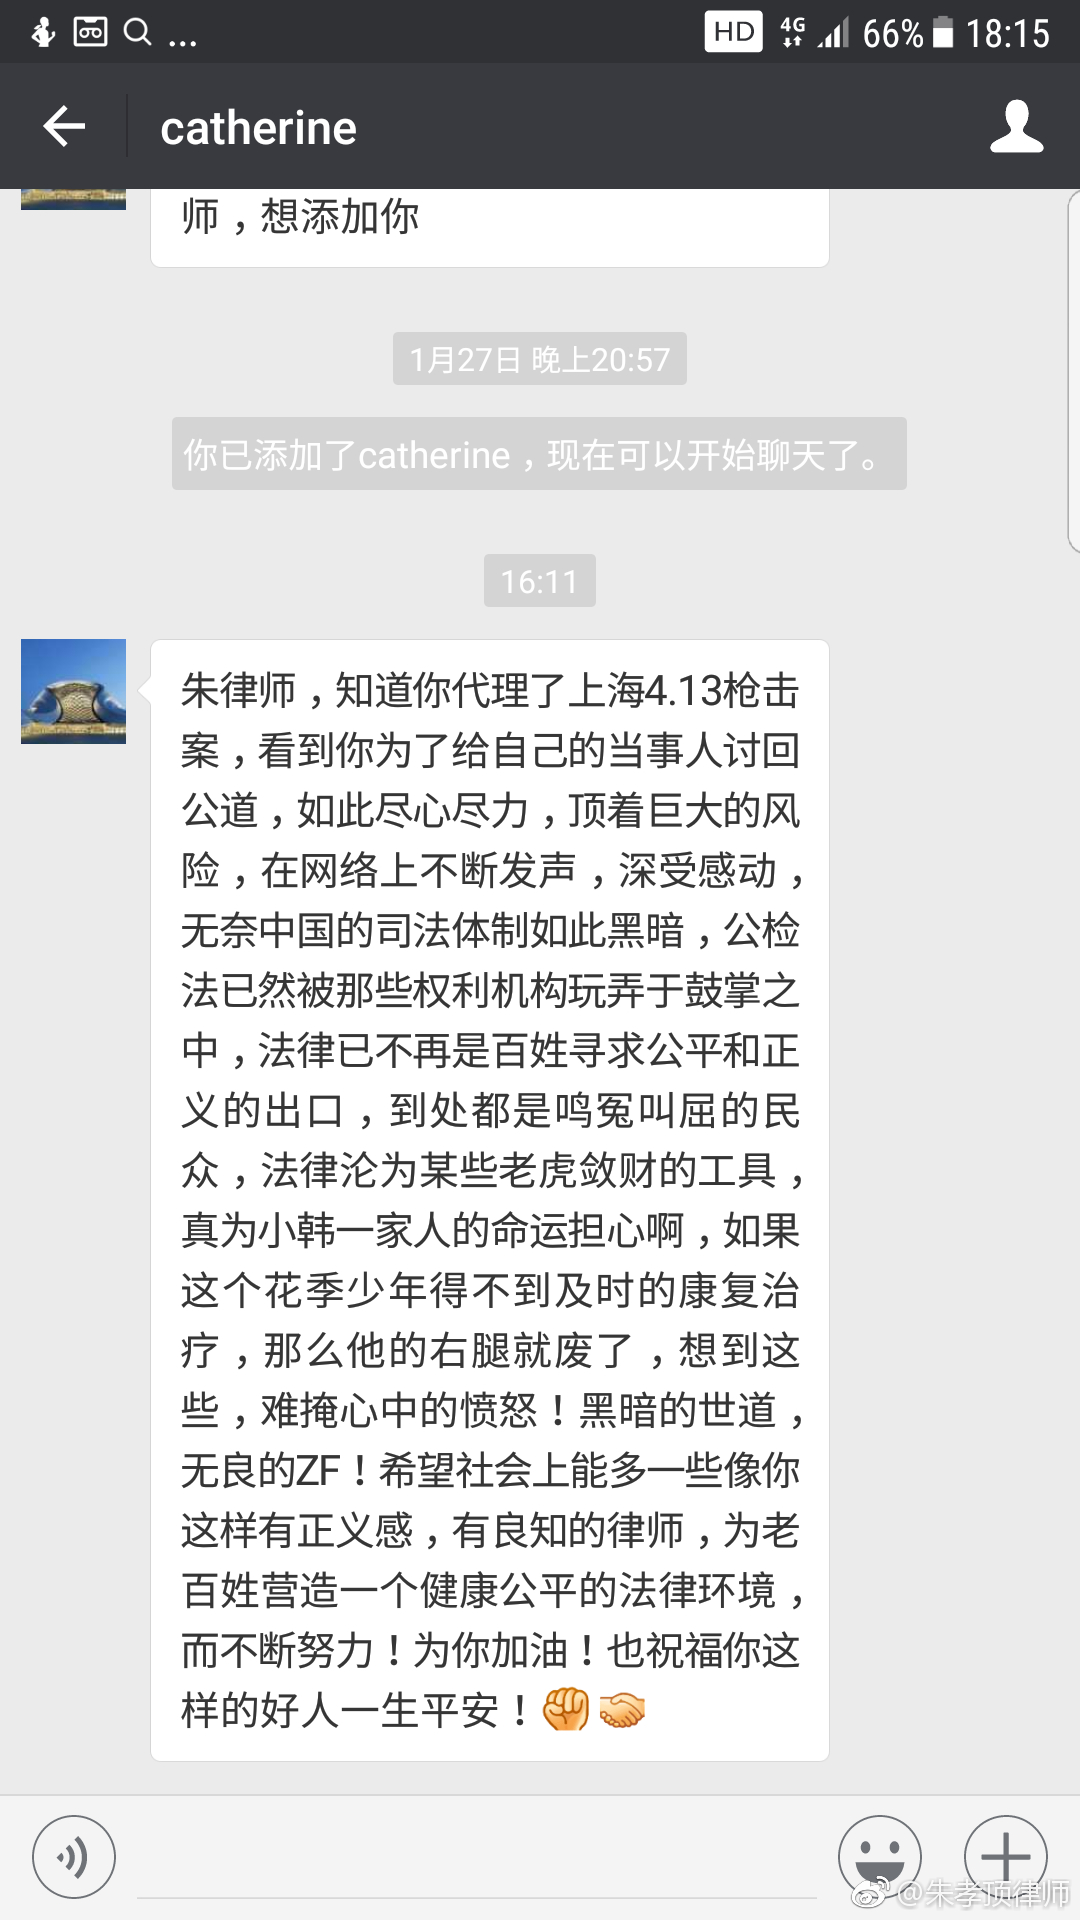 ... HD 4G 66% 18:15
catherine
师，想添加你
1月27日 晚上20:57
你已添加了catherine，现在可以开始聊天了。
16:11
朱律师，知道你代理了上海4.13枪击
案，看到你为了给自己的当事人讨回
公道，如此尽心尽力，顶着巨大的风
险，在网络上不断发声，深受感动，
无奈中国的司法体制如此黑暗，公检
法已然被那些权利机构玩弄于鼓掌之
中，法律已不再是百姓寻求公平和正
义的出口，到处都是鸣冤叫屈的民
众，法律沦为某些老虎敛财的工具，
真为小韩一家人的命运担心啊，如果
这个花季少年得不到及时的康复治
疗，那么他的右腿就废了，想到这
些，难掩心中的愤怒！黑暗的世道，
无良的ZF！希望社会上能多一些像你
这样有正义感，有良知的律师，为老
百姓营造一个健康公平的法律环境，
而不断努力！为你加油！也祝福你这
样的好人一生平安！✊🤝
@朱孝顶律师